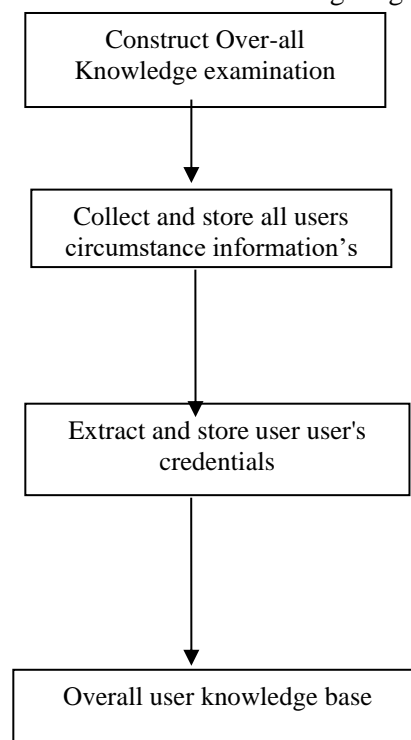 Construct Over-all
Knowledge examination
Collect and store all users
circumstance information’s
Extract and store user user's
credentials
Overall user knowledge base